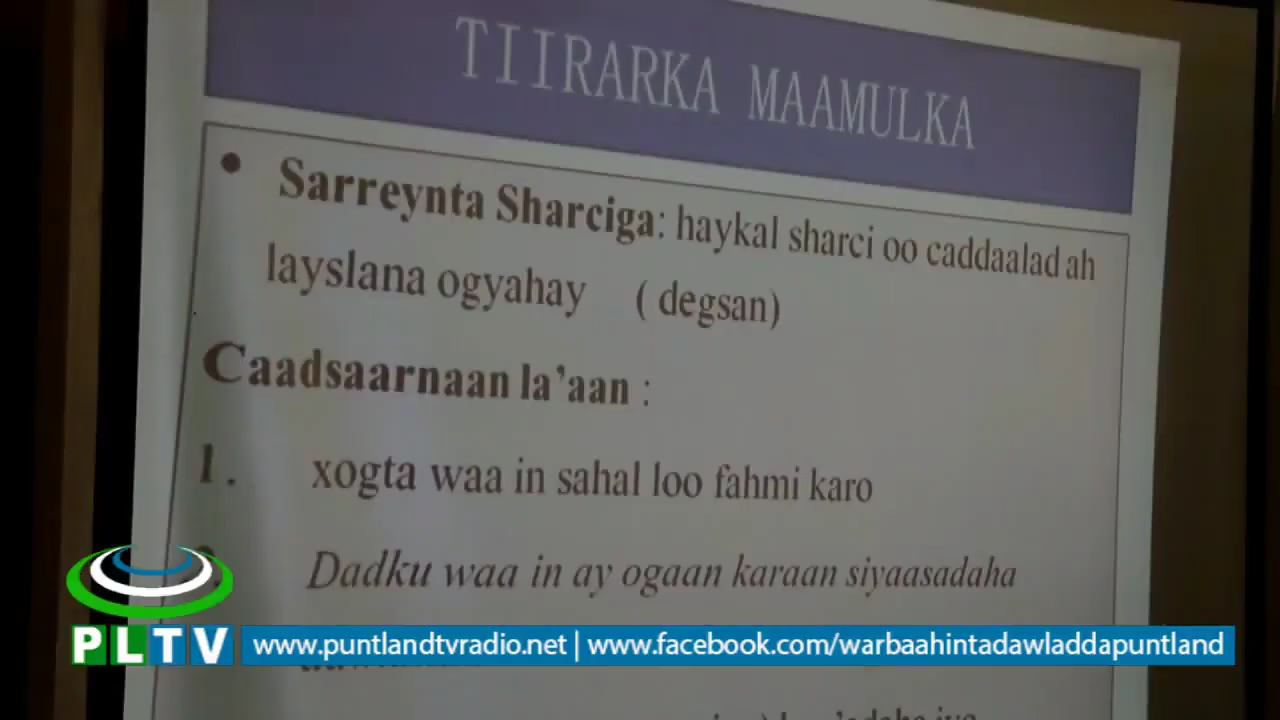 TIIRARKA MAAMULKA
• Sarreynta Sharciga: haykal sharci oo caddaalad ah
layslana ogyahay ( degsan)
Caadsaarnaan la’aan :
1. xogta waa in sahal loo fahmi karo
Dadku waa in ay ogaan karaan siyaasadaha
PLTV www.puntlandtvradio.net | www.facebook.com/warbaahintadawladdapuntland